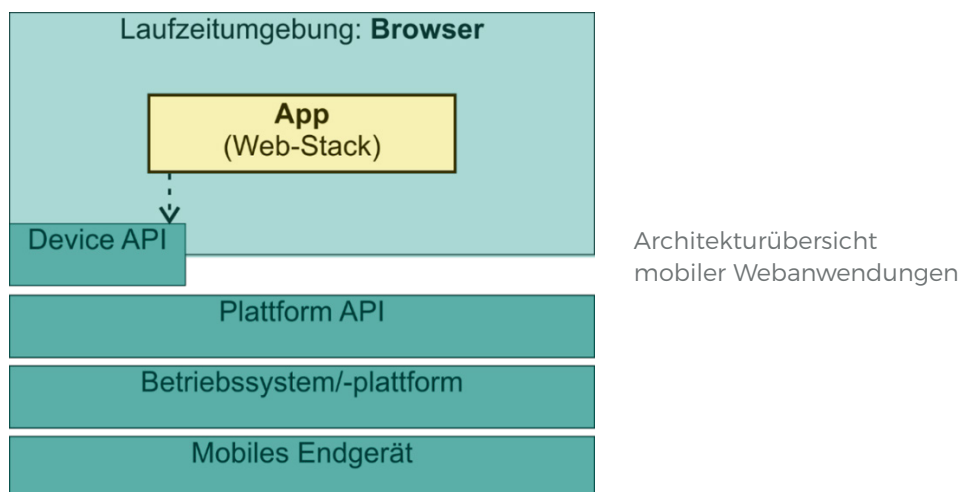 Laufzeitumgebung: Browser
App
(Web-Stack)
Device API
Plattform API
Betriebssystem/-plattform
Mobiles Endgerät
Architekturübersicht
mobiler Webanwendungen